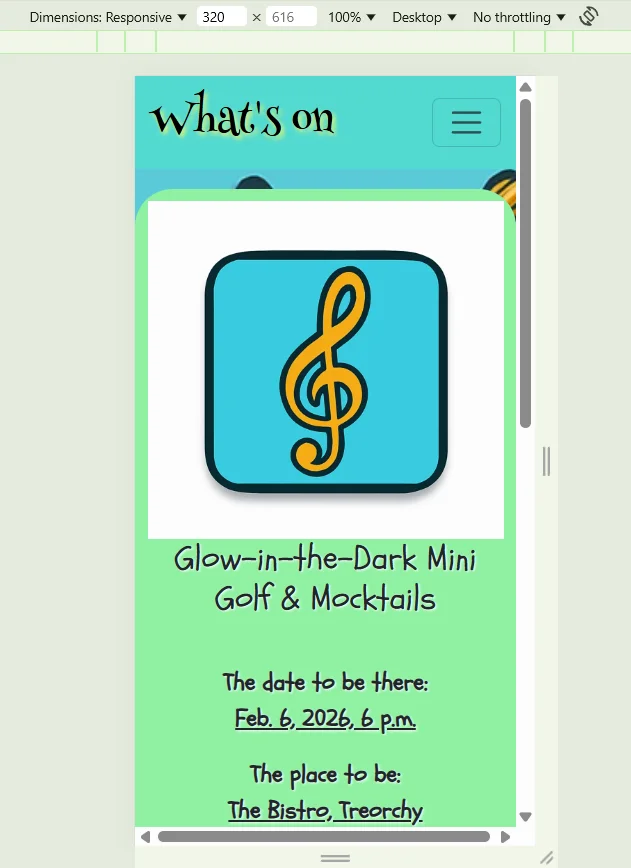 Dimensions: Responsive ▼ 320 × 616 100% ▼ Desktop ▼ No throttling ▼
What's on
Glow-in-the-Dark Mini
Golf & Mocktails
The date to be there:
Feb. 6, 2026, 6 p.m.
The place to be:
The Bistro, Treorchy